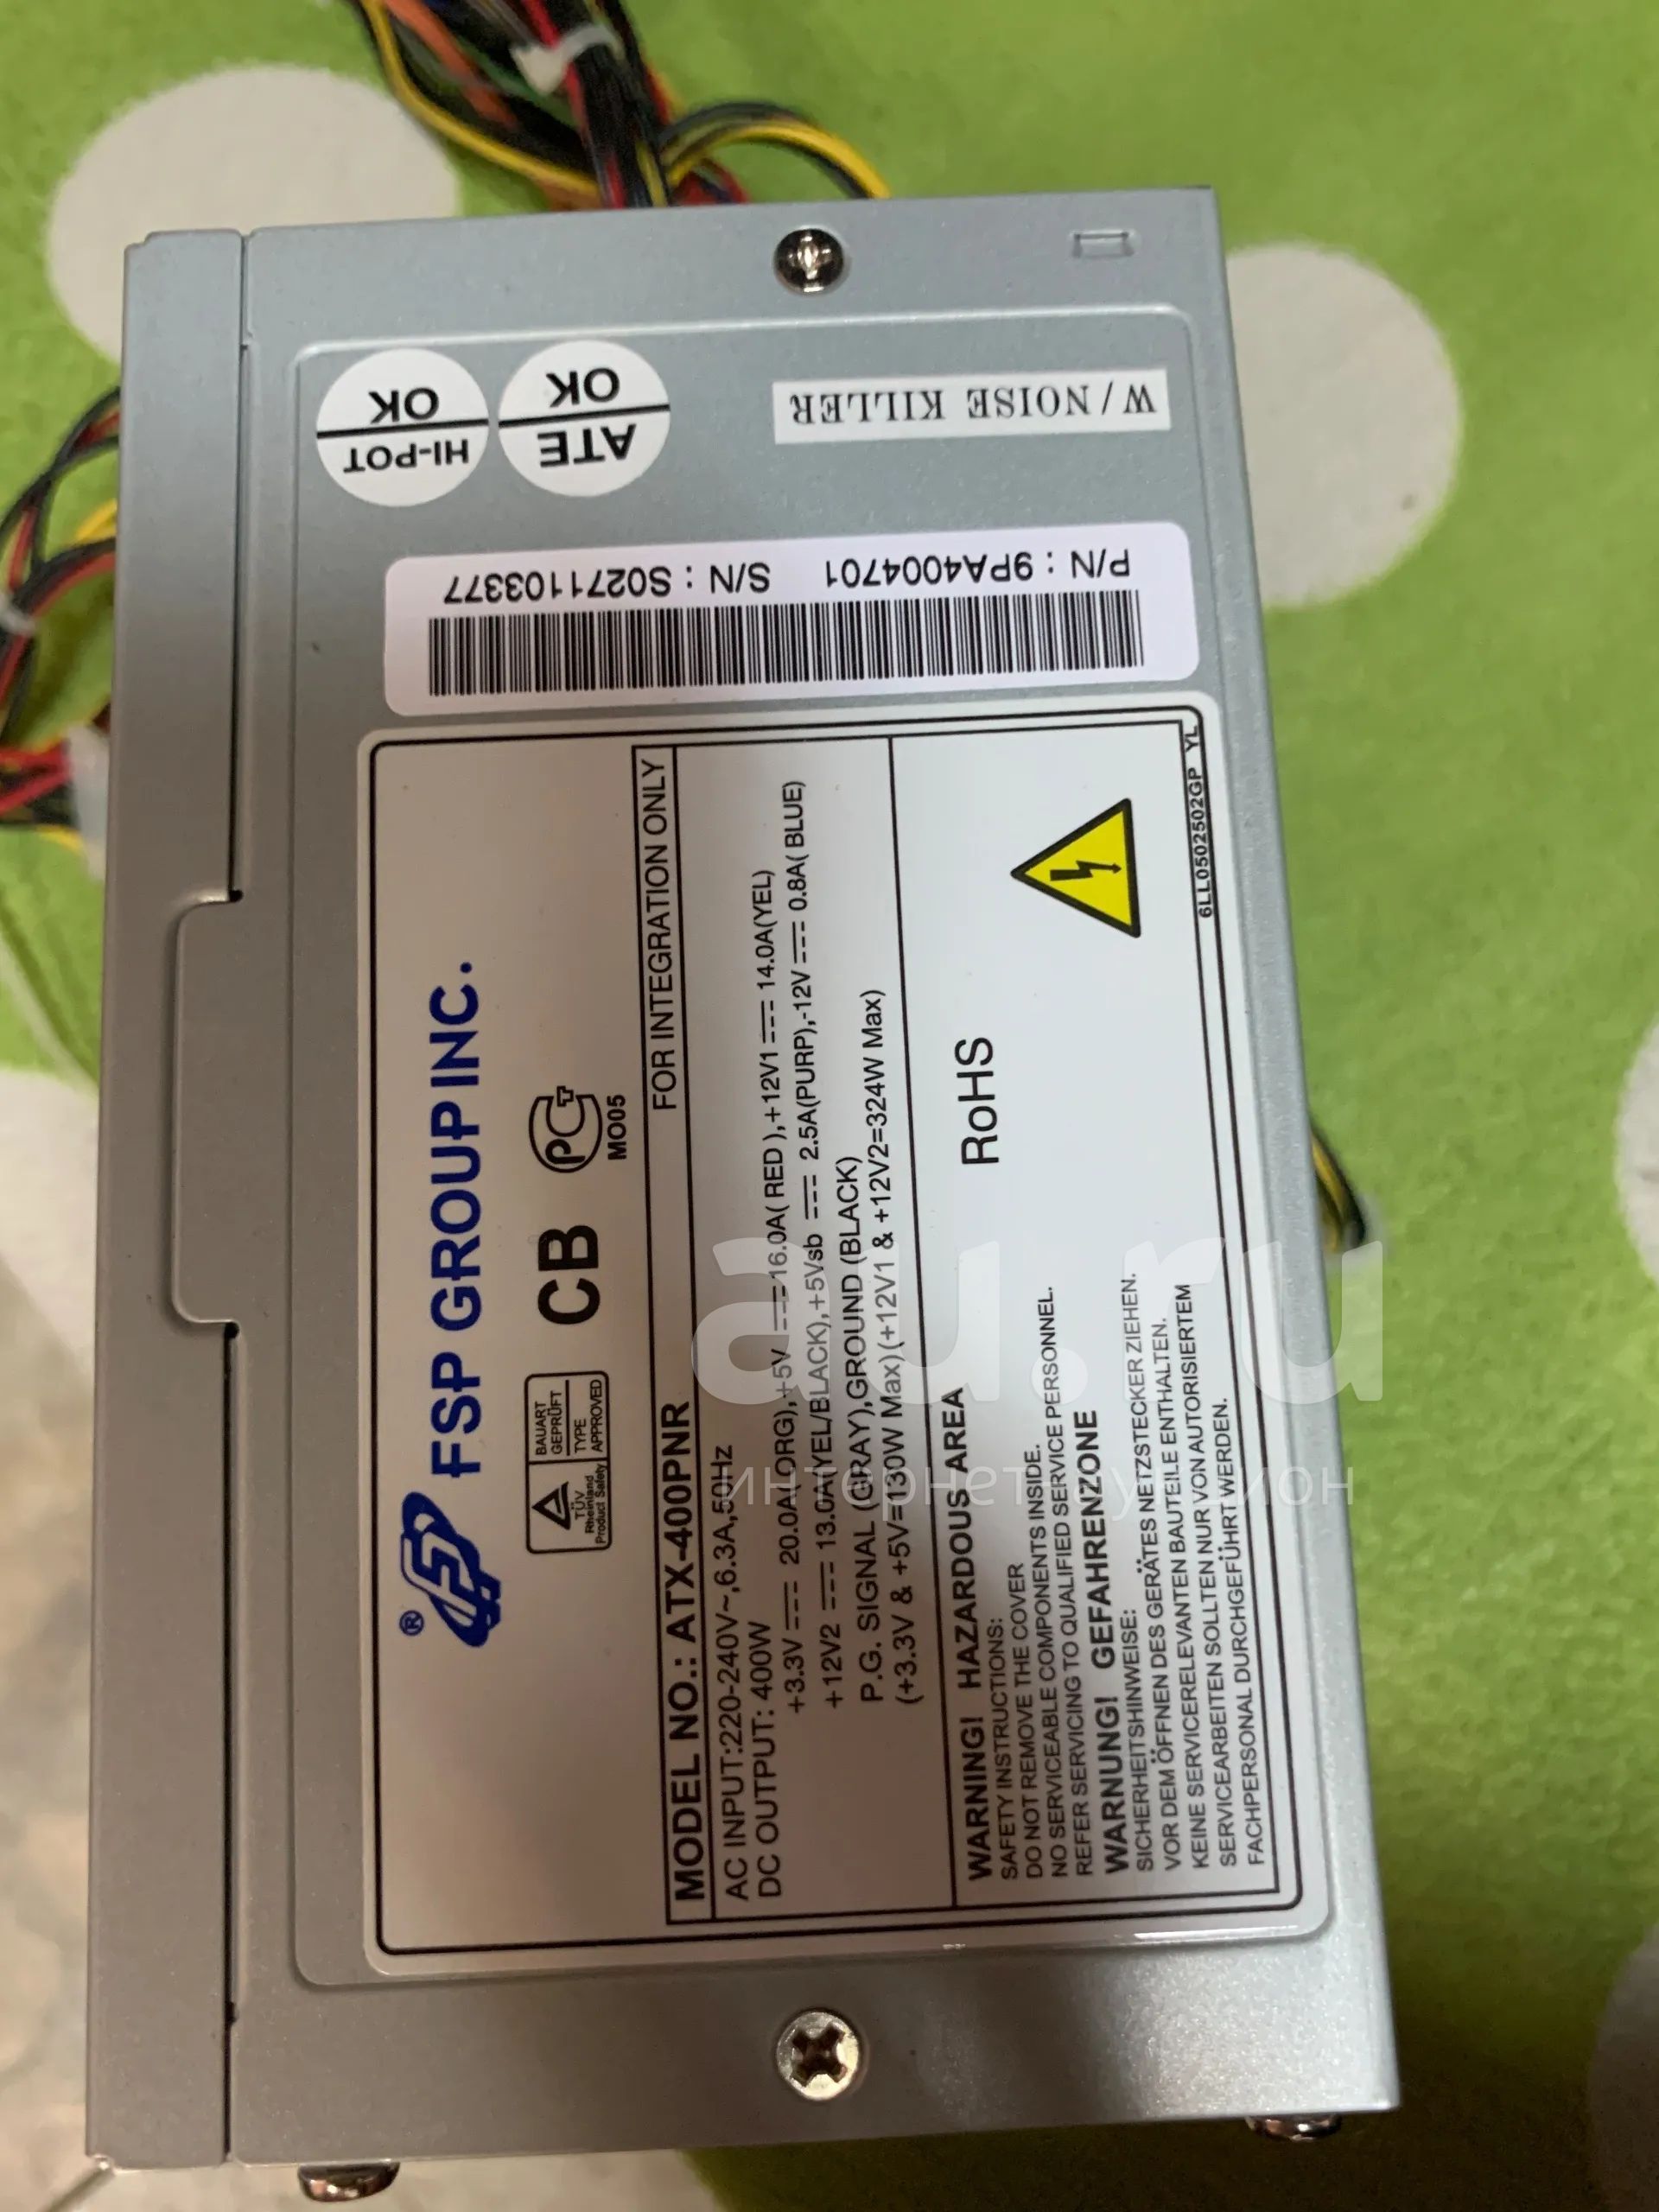 HI-POT
OK
ATE
OK
W/NOISE KILLER
P/N : 9PA4004701 S/N : S0271103377
® FSP GROUP INC.
TÜV
Rheinland
Product Safety
BAUART
GEPRÜFT
TYPE
APPROVED
CB
PCT
MO05
MODEL NO.: ATX-400PNR FOR INTEGRATION ONLY
AC INPUT:220-240V~,6.3A,50Hz
DC OUTPUT: 400W
+3.3V⎓ 20.0A(ORG),+5V⎓16.0A( RED ),+12V1⎓ 14.0A(YEL)
+12V2⎓ 13.0A(YEL/BLACK),+5Vsb⎓ 2.5A(PURP),-12V⎓ 0.8A( BLUE)
P.G. SIGNAL (GRAY),GROUND (BLACK)
(+3.3V & +5V=130W Max)(+12V1 & +12V2=324W Max)
WARNING! HAZARDOUS AREA
SAFETY INSTRUCTIONS:
DO NOT REMOVE THE COVER
NO SERVICEABLE COMPONENTS INSIDE.
REFER SERVICING TO QUALIFIED SERVICE PERSONNEL.
WARNUNG! GEFAHRENZONE
SICHERHEITSHINWEISE:
VOR DEM ÖFFNEN DES GERÄTES NETZSTECKER ZIEHEN.
KEINE SERVICERELEVANTEN BAUTEILE ENTHALTEN.
SERVICEARBEITEN SOLLTEN NUR VON AUTORISIERTEM
FACHPERSONAL DURCHGEFÜHRT WERDEN.
RoHS
6LL0502502GP YL
au.ru
интернет аукцион